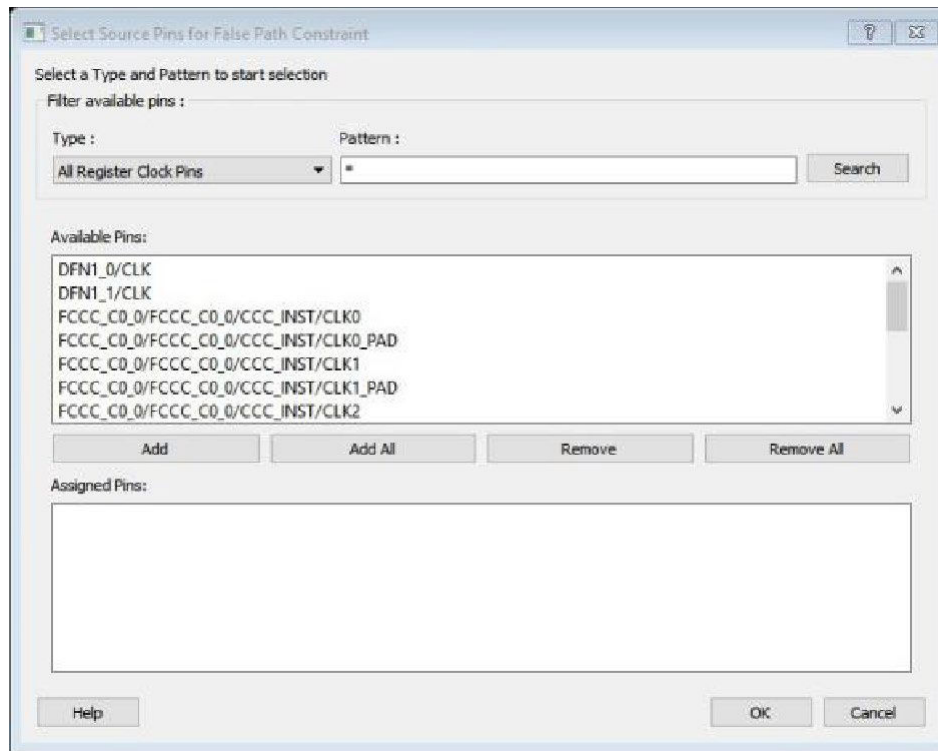 Select Source Pins for False Path Constraint
Select a Type and Pattern to start selection
Filter available pins :
Type : Pattern :
All Register Clock Pins * Search
Available Pins:
DFN1_0/CLK
DFN1_1/CLK
FCCC_C0_0/FCCC_C0_0/CCC_INST/CLK0
FCCC_C0_0/FCCC_C0_0/CCC_INST/CLK0_PAD
FCCC_C0_0/FCCC_C0_0/CCC_INST/CLK1
FCCC_C0_0/FCCC_C0_0/CCC_INST/CLK1_PAD
FCCC_C0_0/FCCC_C0_0/CCC_INST/CLK2
Add Add All Remove Remove All
Assigned Pins:
Help OK Cancel